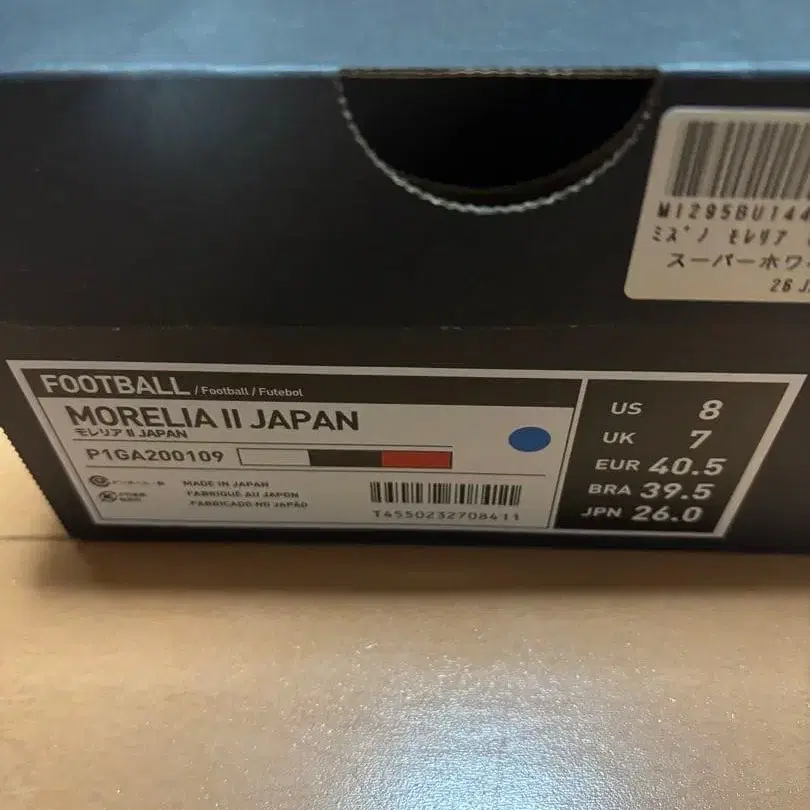 M1295BU144
ミズノ モレリア
スーパーホワイ
26 J
FOOTBALL / Football / Futebol
MORELIA II JAPAN
モレリア II JAPAN
P1GA200109
MADE IN JAPAN
FABRIQUÉ AU JAPON
FABRICADO NO JAPÃO
T4550232708411
US 8
UK 7
EUR 40.5
BRA 39.5
JPN 26.0